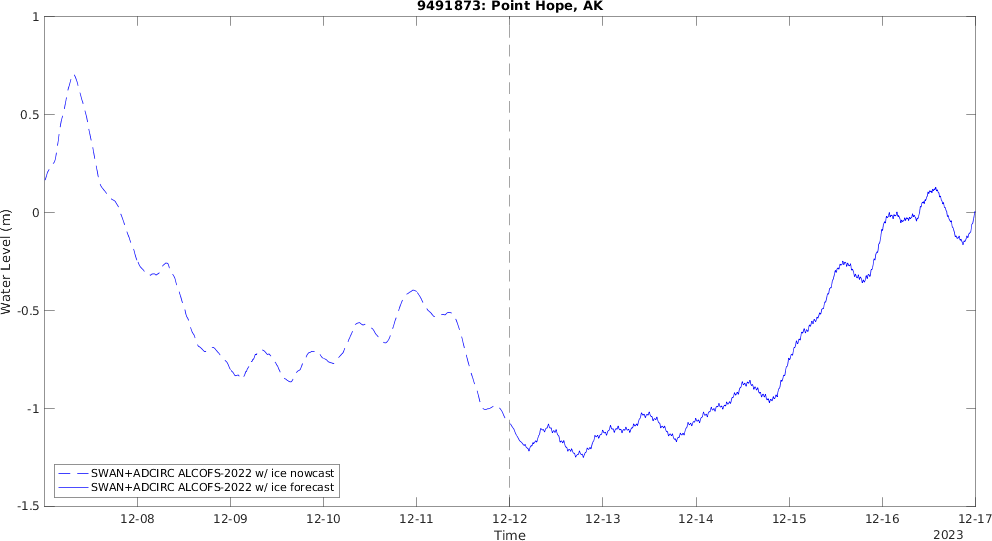 9491873: Point Hope, AK
Water Level (m)
1
0.5
0
-0.5
-1
-1.5
SWAN+ADCIRC ALCOFS-2022 w/ ice nowcast
SWAN+ADCIRC ALCOFS-2022 w/ ice forecast
12-08 12-09 12-10 12-11 12-12 12-13 12-14 12-15 12-16 12-17
Time
2023